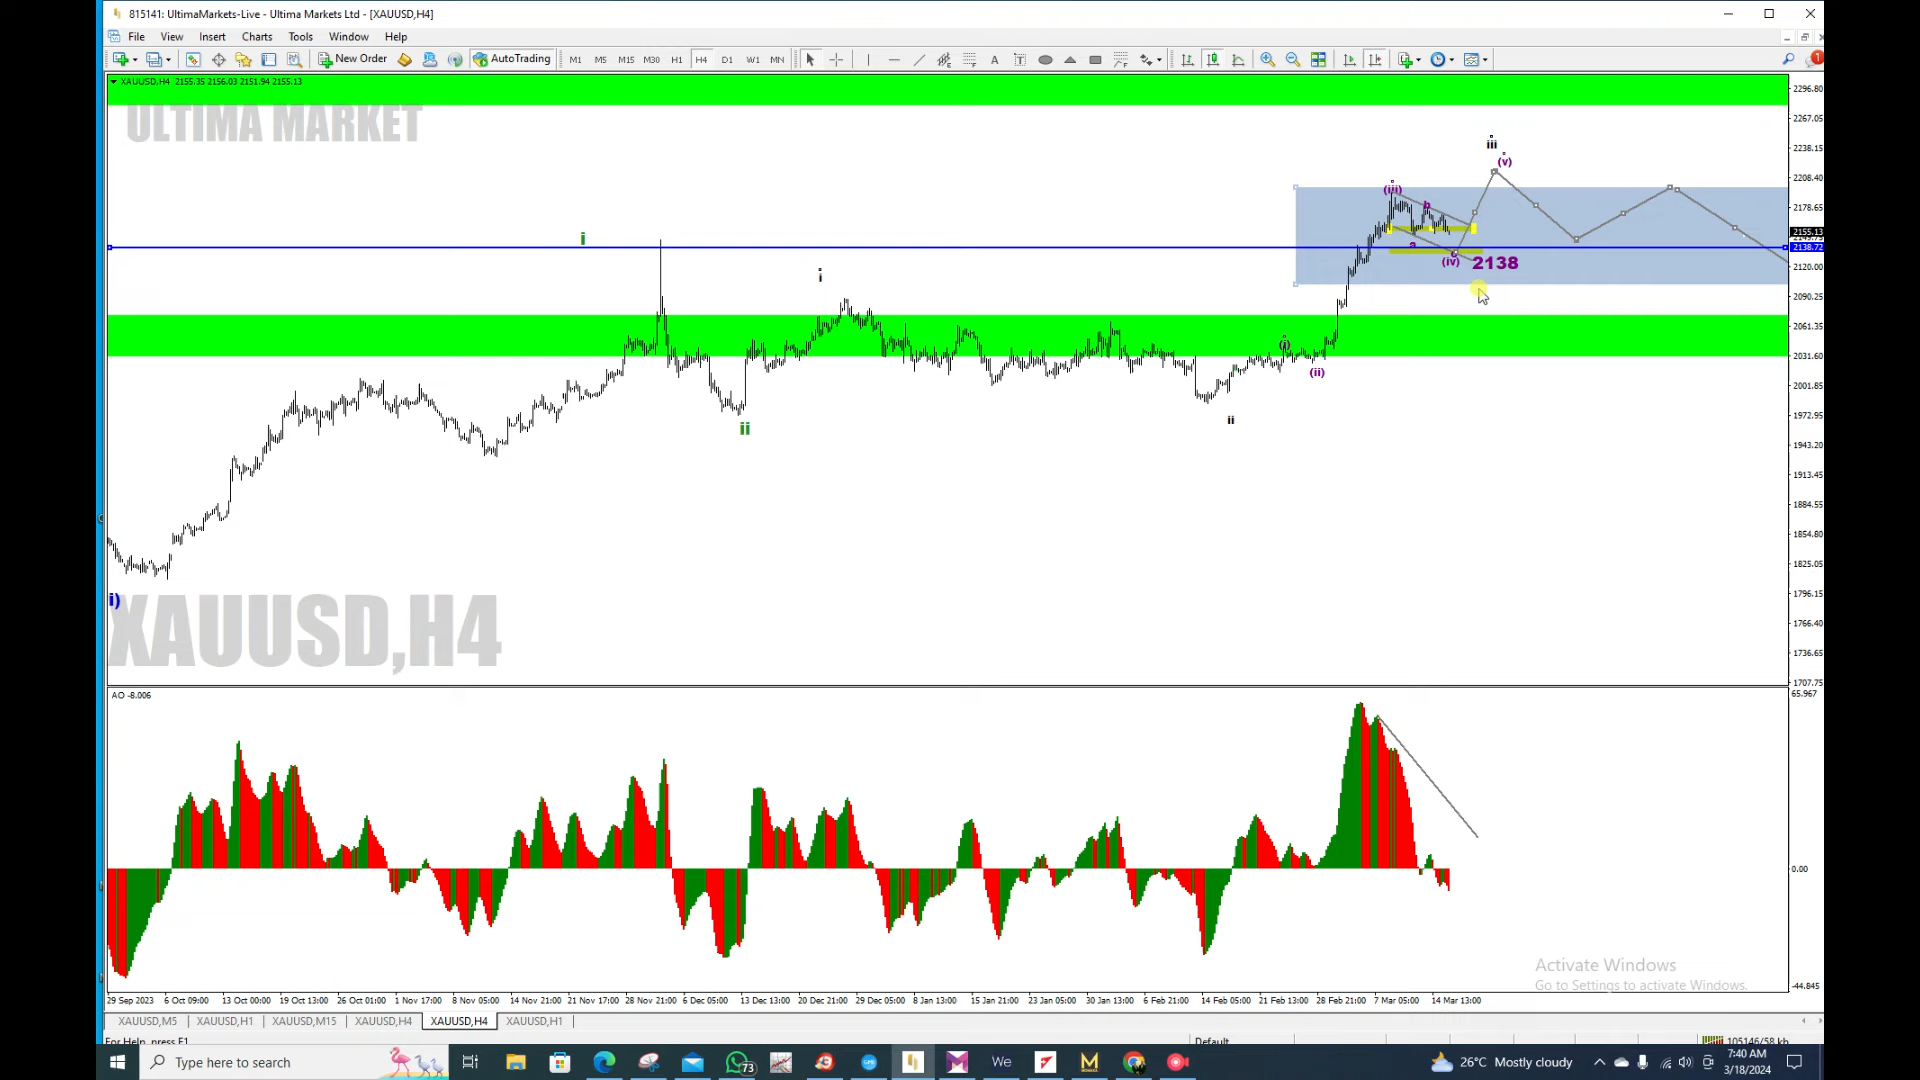 815141: UltimaMarkets-Live - Ultima Markets Ltd - [XAUUSD,H4]
File View Insert Charts Tools Window Help
New Order AutoTrading M1 M5 M15 M30 H1 H4 D1 W1 MN A T 1
XAUUSD,H4 2155.35 2156.03 2151.94 2155.13
ULTIMA MARKET
2296.80
2267.05
2238.15
2208.40
2178.65
2155.13
2138.72
2120.00
2090.25
2061.35
2031.60
2001.85
1972.95
1943.20
1913.45
1884.55
1854.80
1825.05
1796.15
1766.40
1736.65
1707.75
iii
(v)
(iii)
b
a
(iv) 2138
i
i
(i)
(ii)
ii
ii
i)
XAUUSD,H4
AO -8.006
65.967
0.00
-44.845
Activate Windows
Go to Settings to activate Windows.
29 Sep 2023 6 Oct 09:00 13 Oct 00:00 19 Oct 13:00 26 Oct 01:00 1 Nov 17:00 8 Nov 05:00 14 Nov 21:00 21 Nov 17:00 28 Nov 21:00 6 Dec 05:00 13 Dec 13:00 20 Dec 21:00 29 Dec 05:00 8 Jan 13:00 15 Jan 21:00 23 Jan 05:00 30 Jan 13:00 6 Feb 21:00 14 Feb 05:00 21 Feb 13:00 28 Feb 21:00 7 Mar 05:00 14 Mar 13:00
XAUUSD,M5 XAUUSD,H1 XAUUSD,M15 XAUUSD,H4 XAUUSD,H4 XAUUSD,H1
For Help, press F1 Default 105146/58 kb
Type here to search 73 We 26°C Mostly cloudy 7:40 AM
3/18/2024